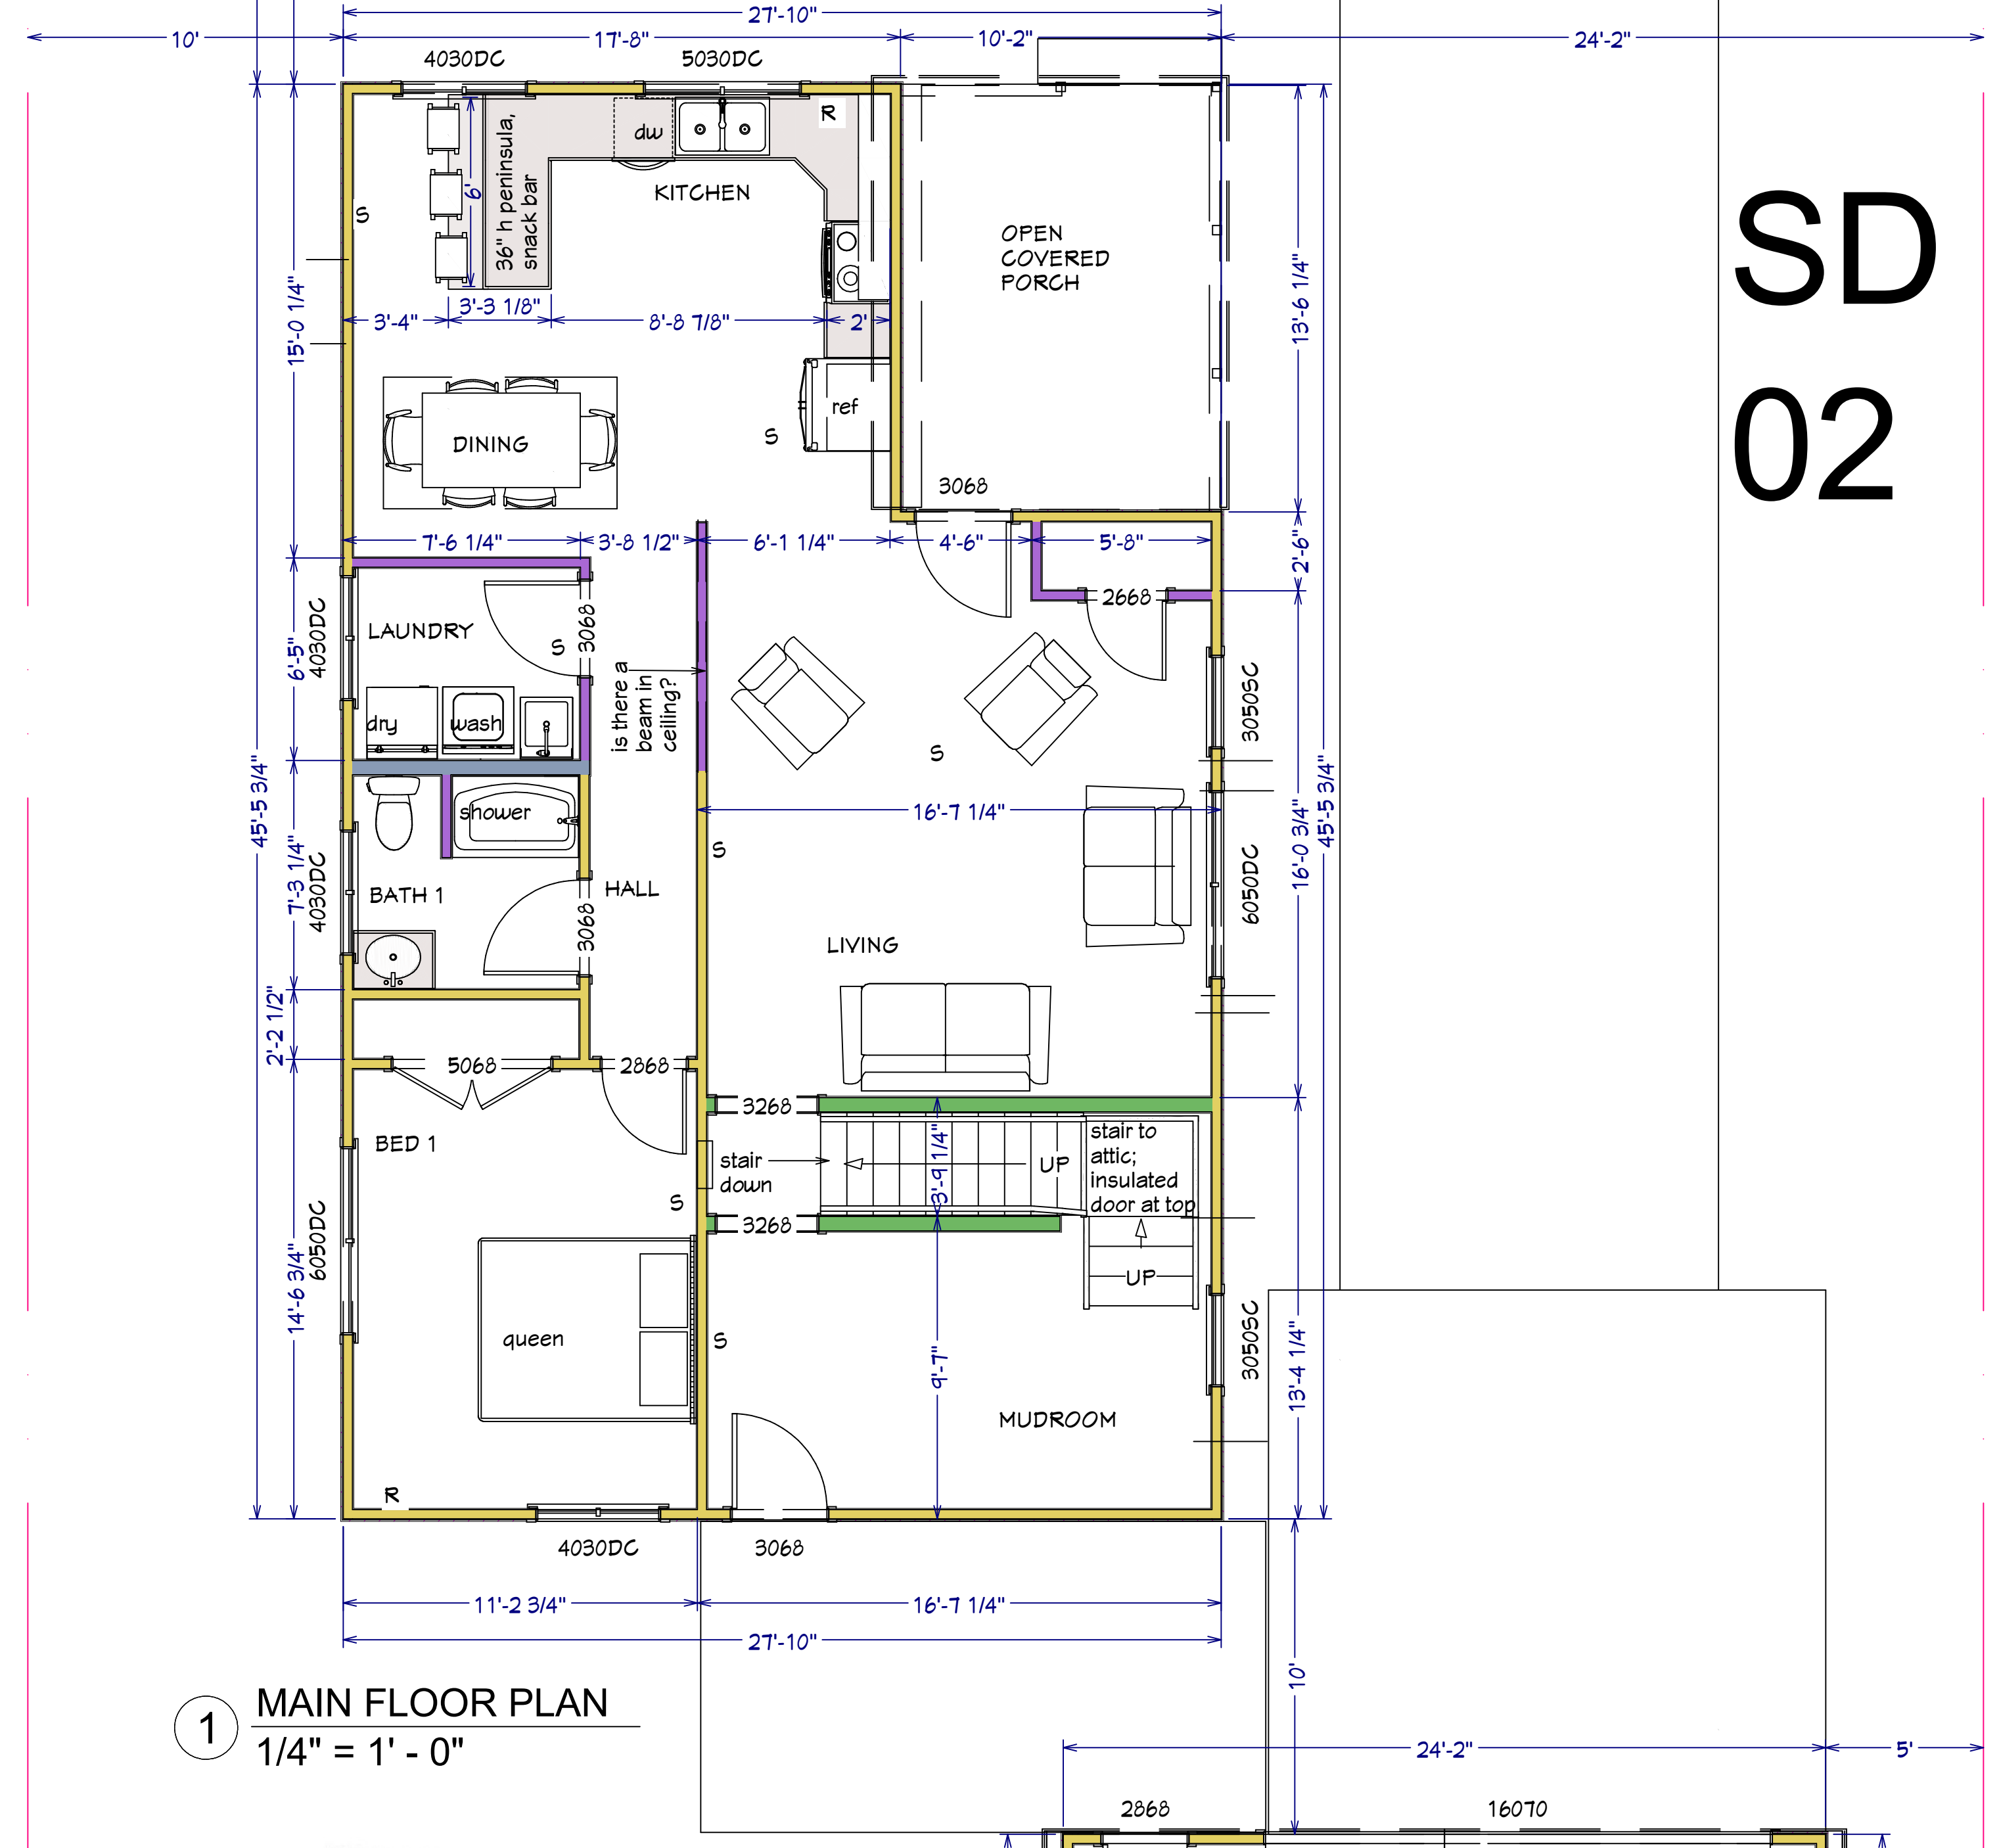 27'-10"
10'
17'-8"
10'-2"
24'-2"
4030DC
5030DC
R
dw
36" h peninsula,
snack bar
6'
KITCHEN
S
OPEN
COVERED
PORCH
SD
02
13'-6 1/4"
15'-0 1/4"
3'-3 1/8"
3'-4"
8'-8 7/8"
2'
ref
S
DINING
3068
7'-6 1/4"
3'-8 1/2"
6'-1 1/4"
4'-6"
5'-8"
2'-6"
2668
LAUNDRY
S
3068
4030DC
6'-5"
is there a
beam in
ceiling?
dry
wash
3050SC
S
45'-5 3/4"
45'-5 3/4"
16'-7 1/4"
16'-0 3/4"
shower
S
7'-3 1/4"
4030DC
BATH 1
HALL
3068
6050DC
LIVING
2'-2 1/2"
5068
2868
3268
BED 1
stair
down
3'-9 1/4"
UP
stair to
attic;
insulated
door at top
S
3268
UP
6050DC
14'-6 3/4"
queen
S
9'-7"
3050SC
13'-4 1/4"
MUDROOM
R
4030DC
3068
11'-2 3/4"
16'-7 1/4"
27'-10"
10'
1
MAIN FLOOR PLAN
1/4" = 1' - 0"
24'-2"
5'
2868
16070